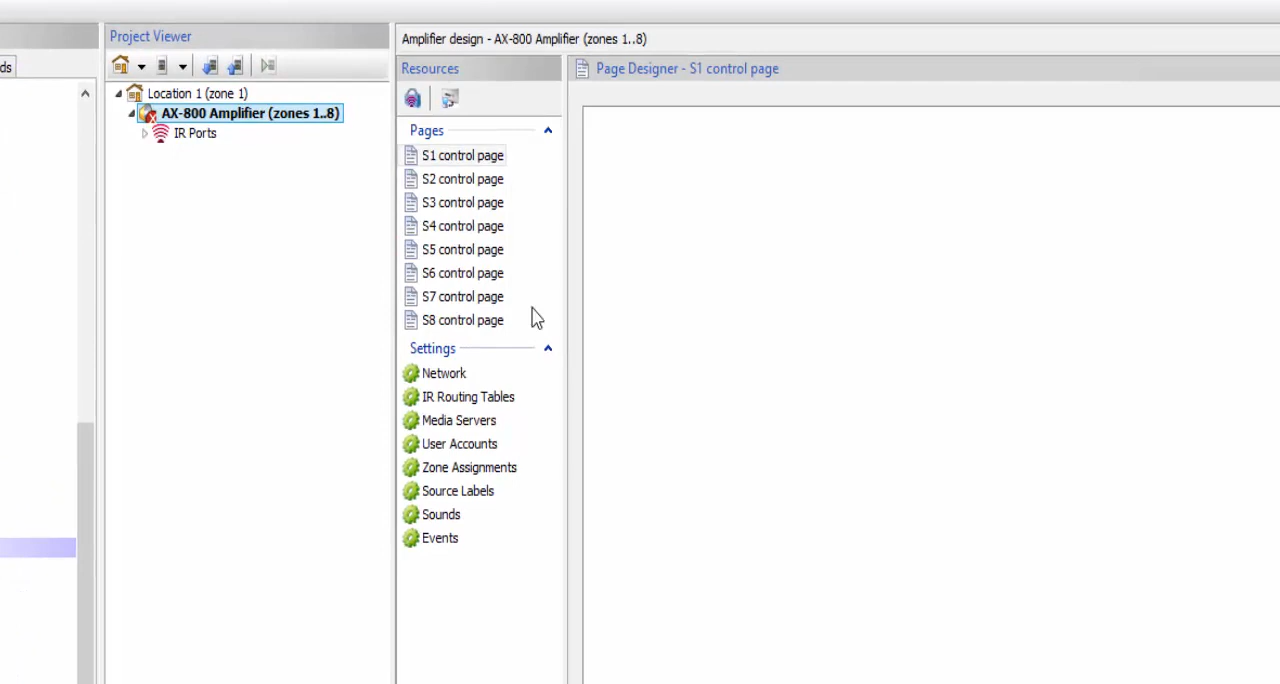 ds
Project Viewer
Location 1 (zone 1)
AX-800 Amplifier (zones 1..8)
IR Ports
Amplifier design - AX-800 Amplifier (zones 1..8)
Resources
Pages
S1 control page
S2 control page
S3 control page
S4 control page
S5 control page
S6 control page
S7 control page
S8 control page
Settings
Network
IR Routing Tables
Media Servers
User Accounts
Zone Assignments
Source Labels
Sounds
Events
Page Designer - S1 control page